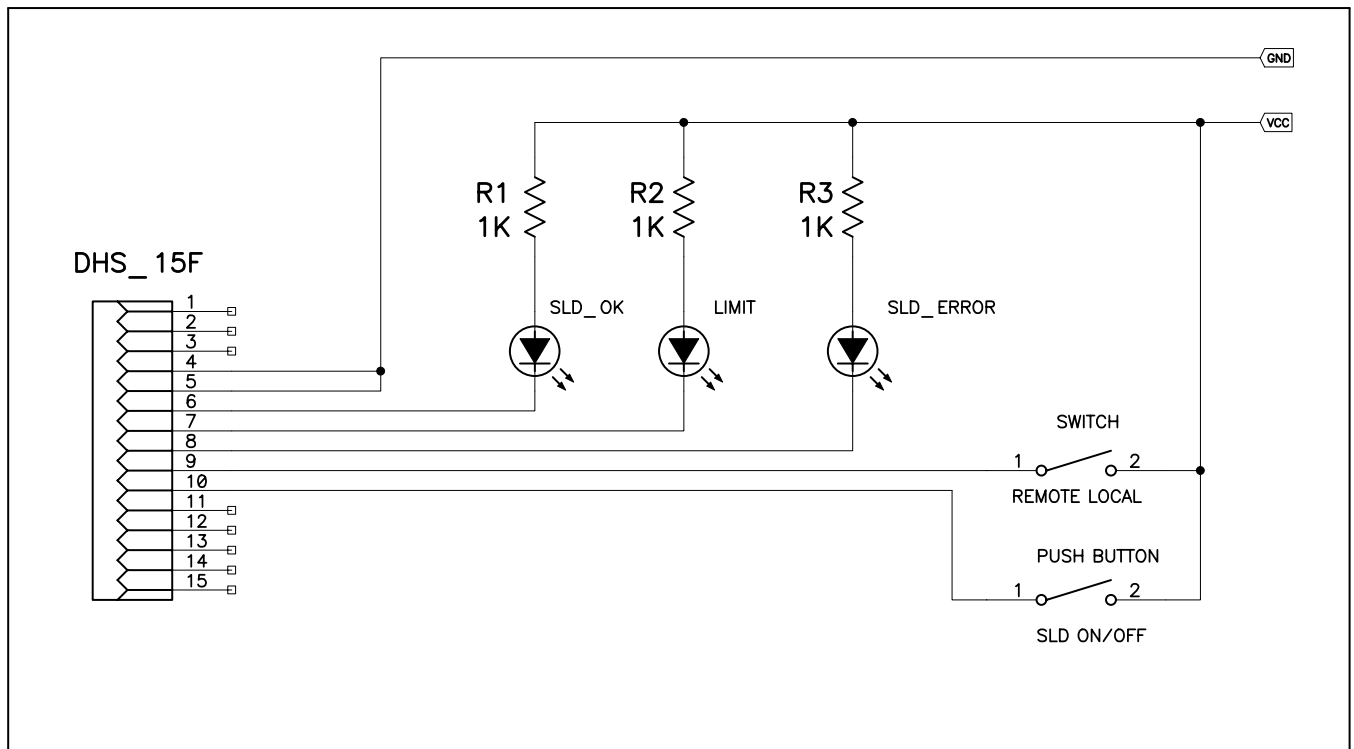 GND
VCC
R1
1K
R2
1K
R3
1K
DHS_15F
SLD_OK
LIMIT
SLD_ERROR
1
2
3
4
5
6
7
8
9
10
11
12
13
14
15
SWITCH
1 2
REMOTE LOCAL
PUSH BUTTON
1 2
SLD ON/OFF